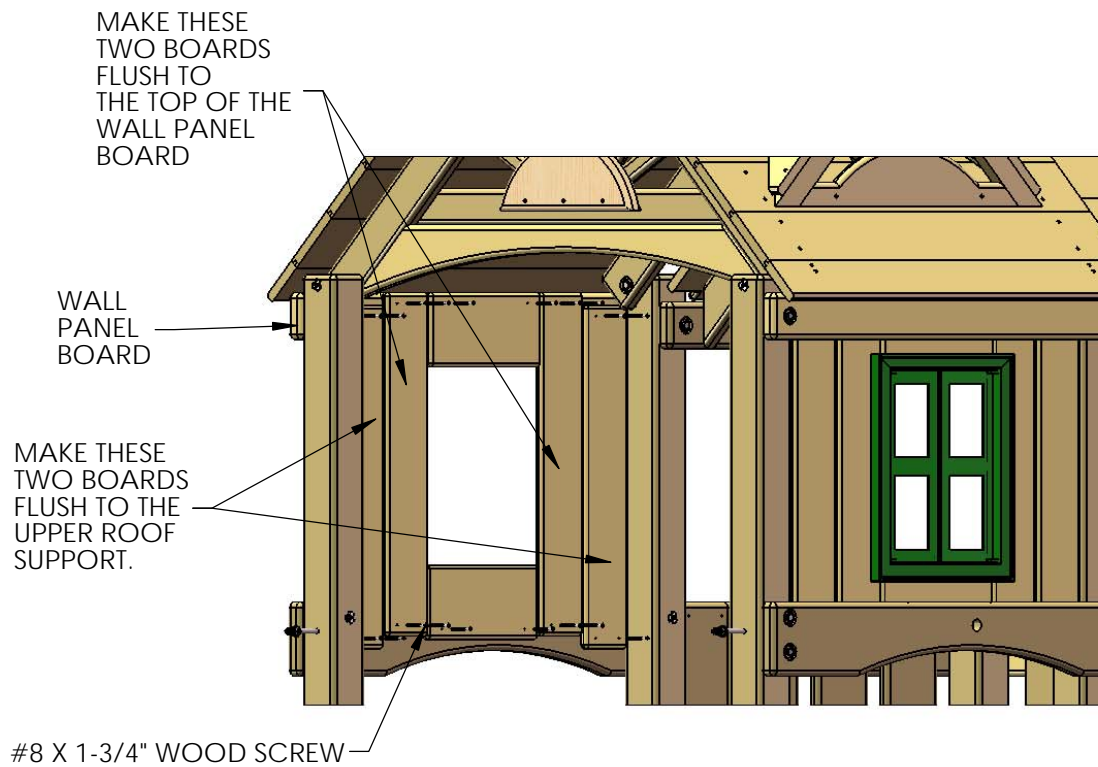 MAKE THESE
TWO BOARDS
FLUSH TO
THE TOP OF THE
WALL PANEL
BOARD
WALL
PANEL
BOARD
MAKE THESE
TWO BOARDS
FLUSH TO THE
UPPER ROOF
SUPPORT.
#8 X 1-3/4" WOOD SCREW